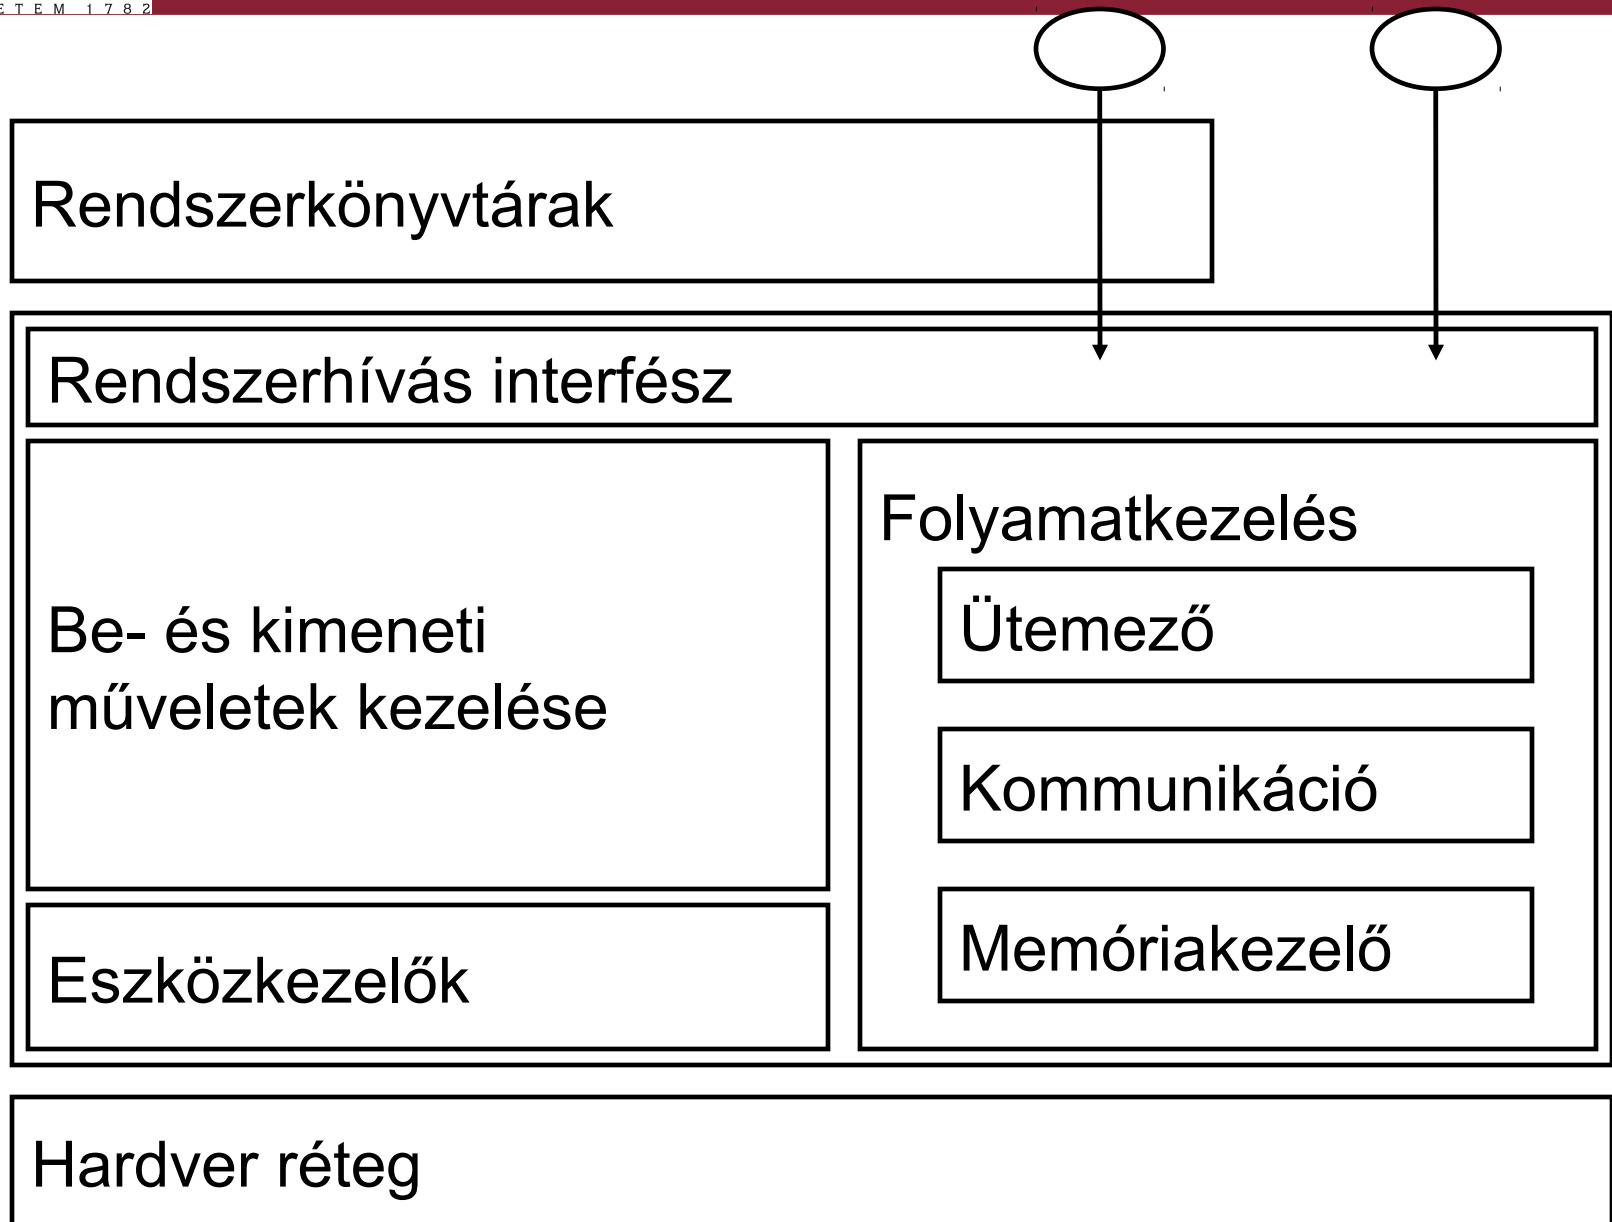 ETEM 1782
Rendszerkönyvtárak
Rendszerhívás interfész
Be- és kimeneti
műveletek kezelése
Eszközkezelők
Folyamatkezelés
Ütemező
Kommunikáció
Memóriakezelő
Hardver réteg